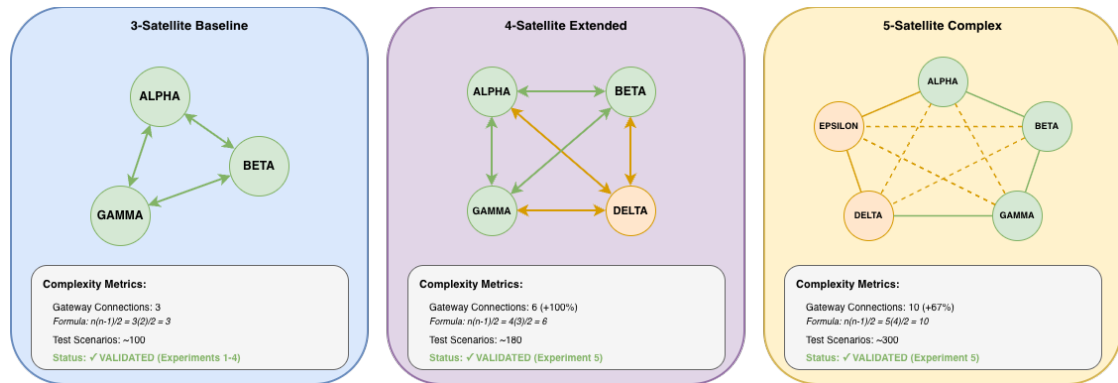 3-Satellite Baseline
ALPHA
BETA
GAMMA
Complexity Metrics:
Gateway Connections: 3
Formula: n(n-1)/2 = 3(2)/2 = 3
Test Scenarios: ~100
Status: ✓ VALIDATED (Experiments 1-4)
4-Satellite Extended
ALPHA
BETA
GAMMA
DELTA
Complexity Metrics:
Gateway Connections: 6 (+100%)
Formula: n(n-1)/2 = 4(3)/2 = 6
Test Scenarios: ~180
Status: ✓ VALIDATED (Experiment 5)
5-Satellite Complex
ALPHA
EPSILON
BETA
DELTA
GAMMA
Complexity Metrics:
Gateway Connections: 10 (+67%)
Formula: n(n-1)/2 = 5(4)/2 = 10
Test Scenarios: ~300
Status: ✓ VALIDATED (Experiment 5)